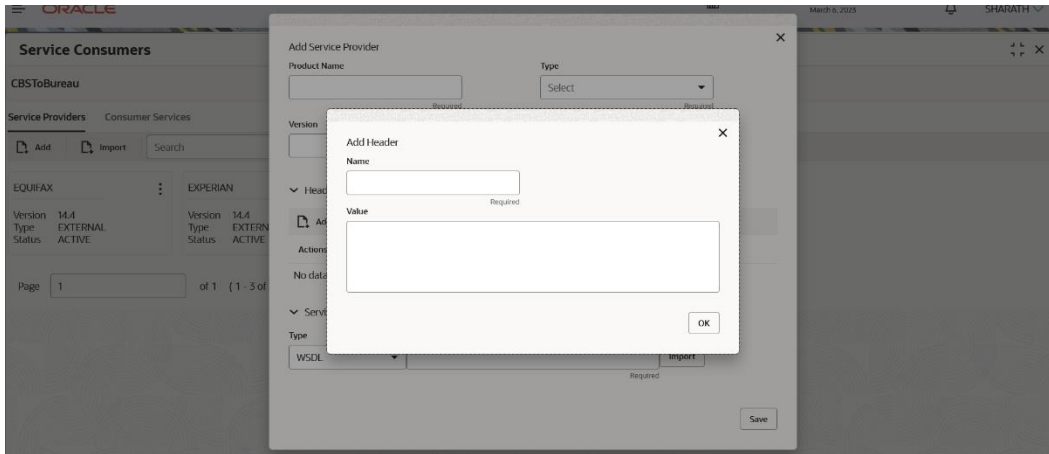 ORACLE
March 6, 2023
SHARATH
Service Consumers
CBSToBureau
Service Providers
Consumer Services
Add
Import
Search
EQUIFAX
Version 14.4
Type EXTERNAL
Status ACTIVE
EXPERIAN
Version 14.4
Type EXTERN
Status ACTIVE
Page 1 of 1 (1 - 3 of
Add Service Provider
Product Name
Type
Select
Required
Required
Version
Head
Ad
Actions
No data
Servi
Type
WSDL
Import
Required
Save
Add Header
Name
Required
Value
OK